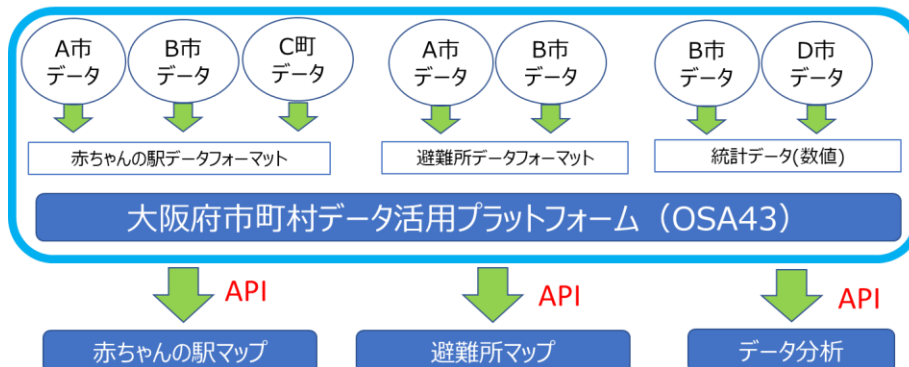 A市
データ
B市
データ
C町
データ
A市
データ
B市
データ
B市
データ
D市
データ
赤ちゃんの駅データフォーマット
避難所データフォーマット
統計データ(数値)
大阪府市町村データ活用プラットフォーム（OSA43）
API
API
API
赤ちゃんの駅マップ
避難所マップ
データ分析